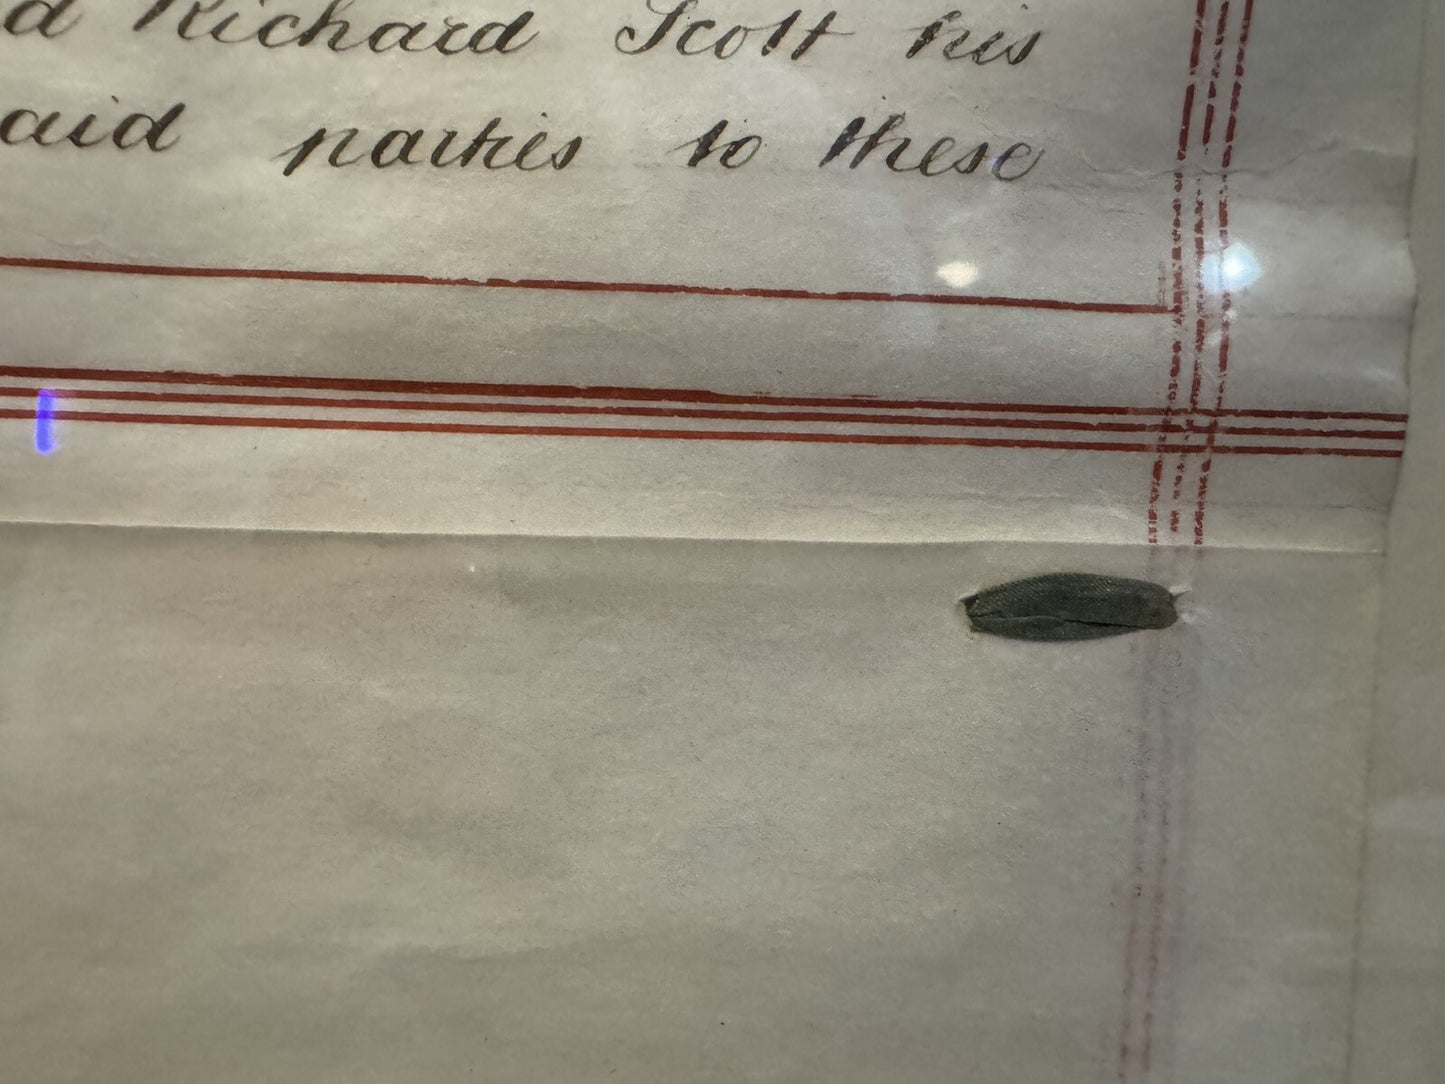 d Richard Scott his
aid parties to these